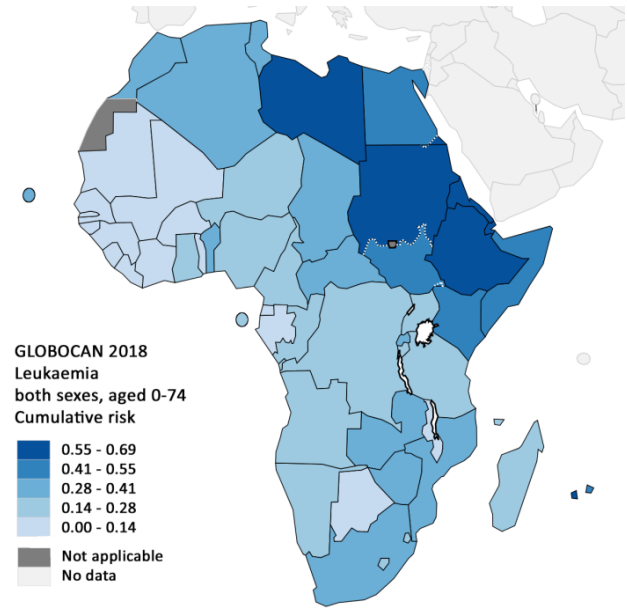 GLOBOCAN 2018
Leukaemia
both sexes, aged 0-74
Cumulative risk
0.55 - 0.69
0.41 - 0.55
0.28 - 0.41
0.14 - 0.28
0.00 - 0.14
Not applicable
No data